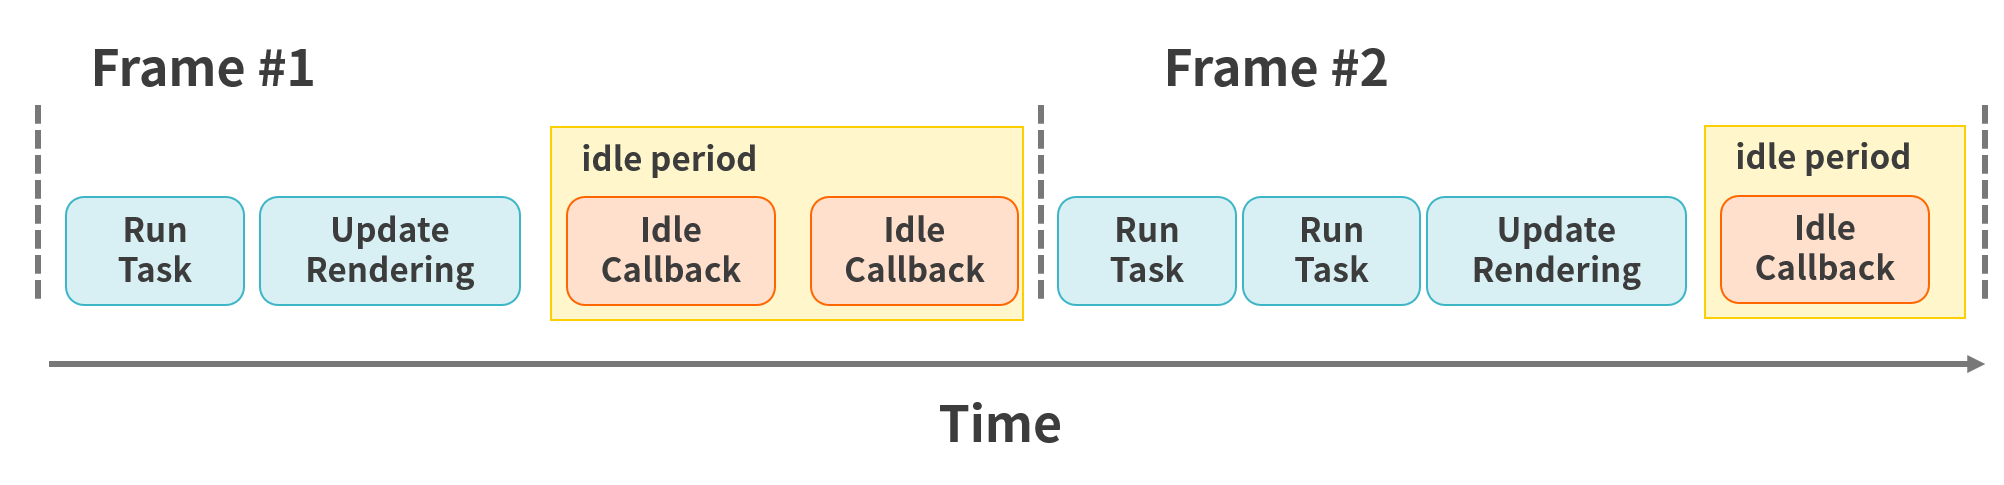 Frame #1
Frame #2
idle period
idle period
Run
Task
Update
Rendering
Idle
Callback
Idle
Callback
Run
Task
Run
Task
Update
Rendering
Idle
Callback
Time